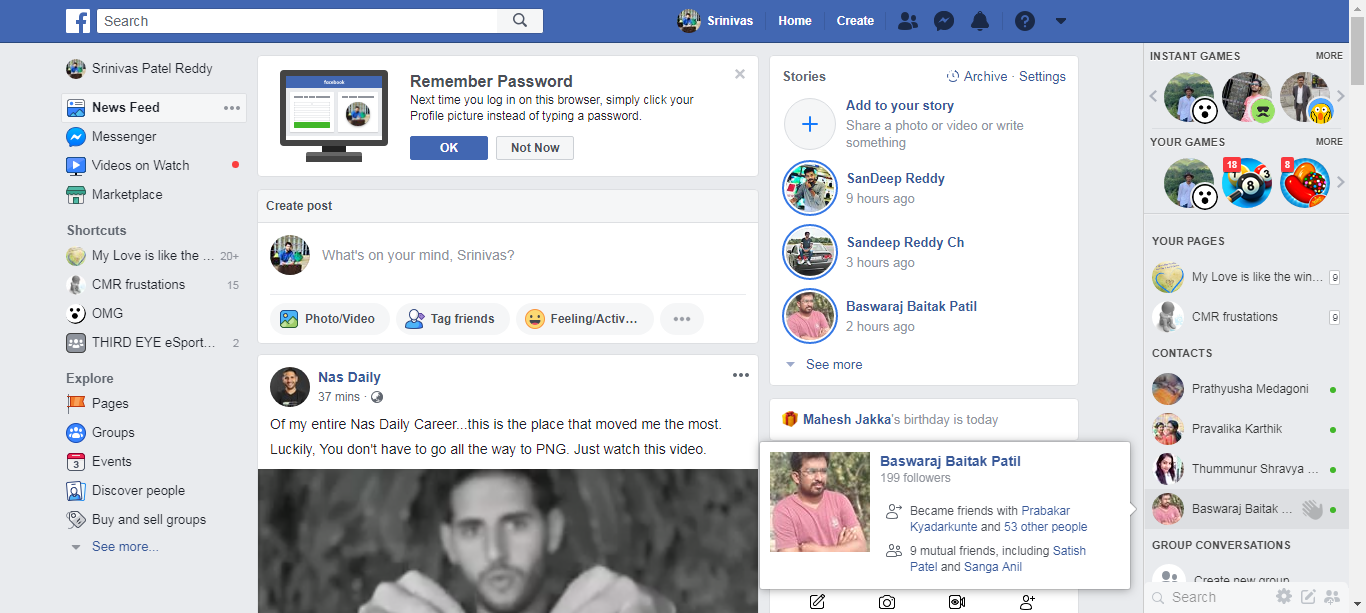 Search
Srinivas
Home
Create
Srinivas Patel Reddy
News Feed
Messenger
Videos on Watch
Marketplace
Shortcuts
My Love is like the ... 20+
CMR frustations 15
OMG
THIRD EYE eSport... 2
Explore
Pages
Groups
3
Events
Discover people
Buy and sell groups
See more...
facebook
Remember Password
Next time you log in on this browser, simply click your
Profile picture instead of typing a password.
OK
Not Now
Create post
What's on your mind, Srinivas?
Photo/Video
Tag friends
Feeling/Activ...
Nas Daily
37 mins ·
Of my entire Nas Daily Career...this is the place that moved me the most.
Luckily, You don't have to go all the way to PNG. Just watch this video.
Stories
Archive · Settings
Add to your story
Share a photo or video or write
something
SanDeep Reddy
9 hours ago
Sandeep Reddy Ch
3 hours ago
Baswaraj Baitak Patil
2 hours ago
See more
Mahesh Jakka's birthday is today
Baswaraj Baitak Patil
199 followers
Became friends with Prabakar
Kyadarkunte and 53 other people
9 mutual friends, including Satish
Patel and Sanga Anil
INSTANT GAMES MORE
YOUR GAMES MORE
18
3
8
8
YOUR PAGES
My Love is like the win... 9
CMR frustations 9
CONTACTS
Prathyusha Medagoni
Pravalika Karthik
Thummunur Shravya ...
Baswaraj Baitak ...
GROUP CONVERSATIONS
Create new group
Search